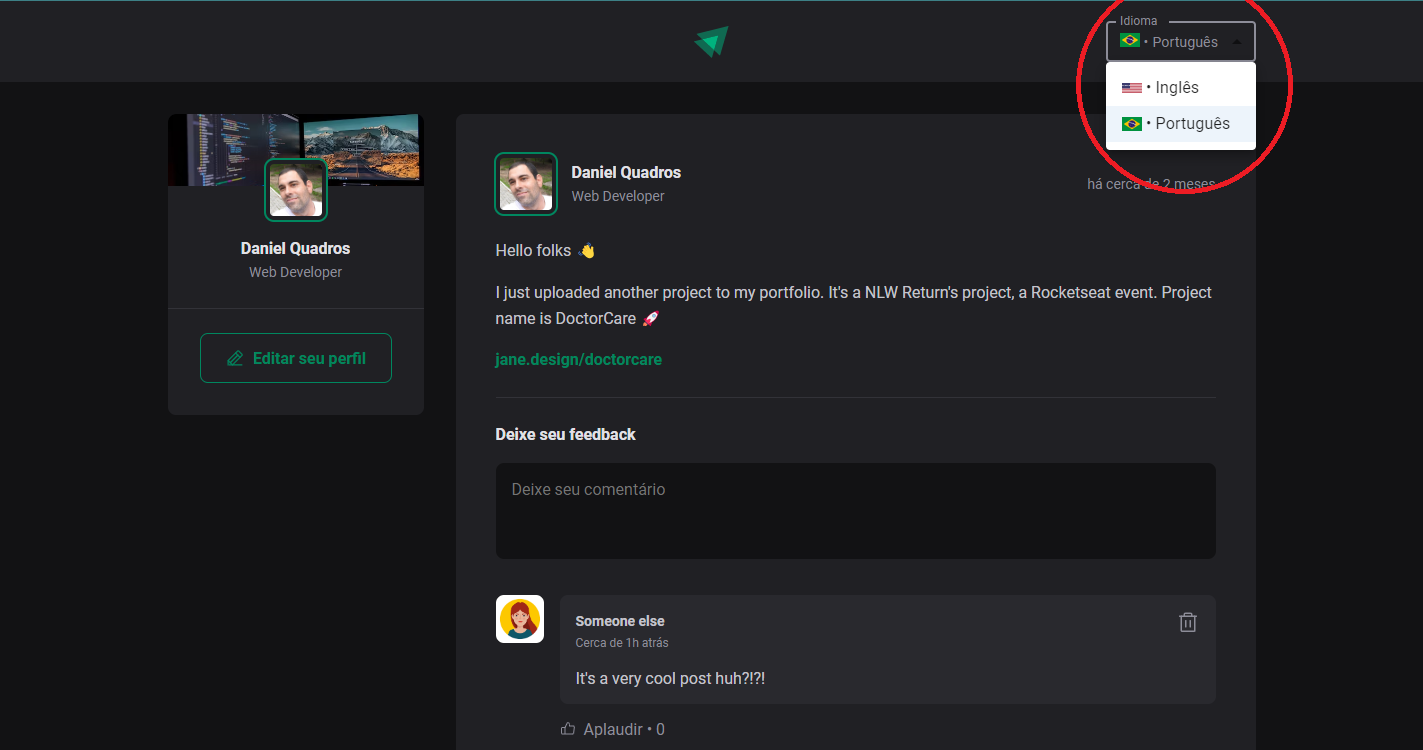 Idioma
🇧🇷 • Português
🇺🇸 • Inglês
🇧🇷 • Português
Daniel Quadros
Web Developer
Editar seu perfil
Daniel Quadros
Web Developer
há cerca de 2 meses
Hello folks 👋
I just uploaded another project to my portfolio. It's a NLW Return's project, a Rocketseat event. Project
name is DoctorCare 🚀
jane.design/doctorcare
Deixe seu feedback
Deixe seu comentário
Someone else
Cerca de 1h atrás
It's a very cool post huh?!?!
Aplaudir • 0